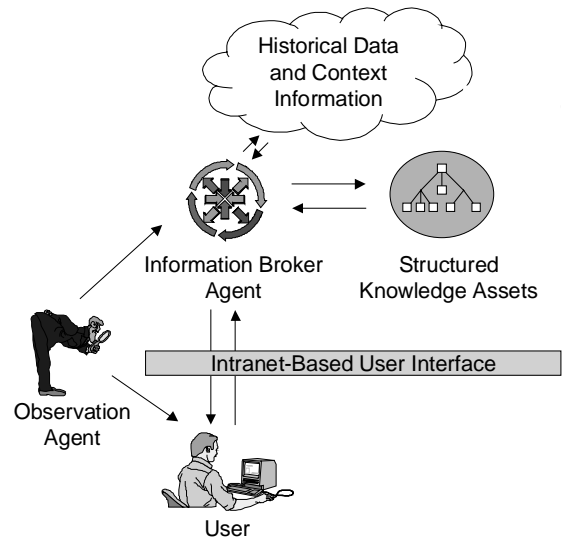 Historical Data
and Context
Information
Information Broker
Agent
Structured
Knowledge Assets
Intranet-Based User Interface
Observation
Agent
User